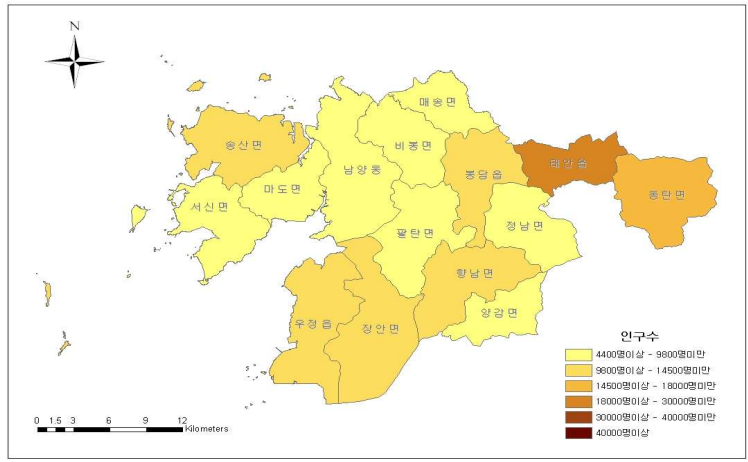 N
매송면
비봉면
송산면
태안읍
남양동
봉담읍
마도면
동탄면
서신면
정남면
팔탄면
향남면
양감면
우정읍
장안면
인구수
4400명이상 - 9800명미만
9800명이상 - 14500명미만
14500명이상 - 18000명미만
18000명이상 - 30000명미만
30000명이상 - 40000명미만
40000명이상
0 1.5 3 6 9 12
Kilometers